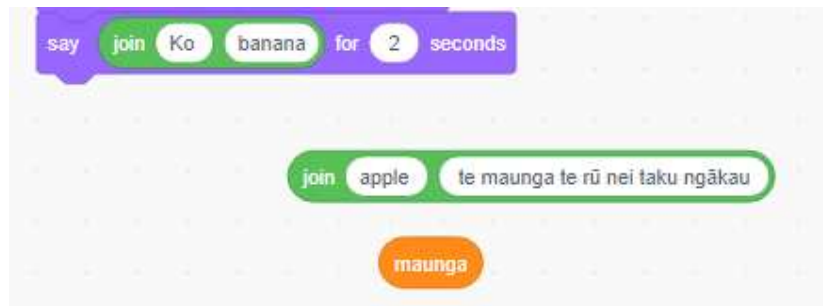 say join Ko banana for 2 seconds
join apple te maunga te rū nei taku ngākau
maunga